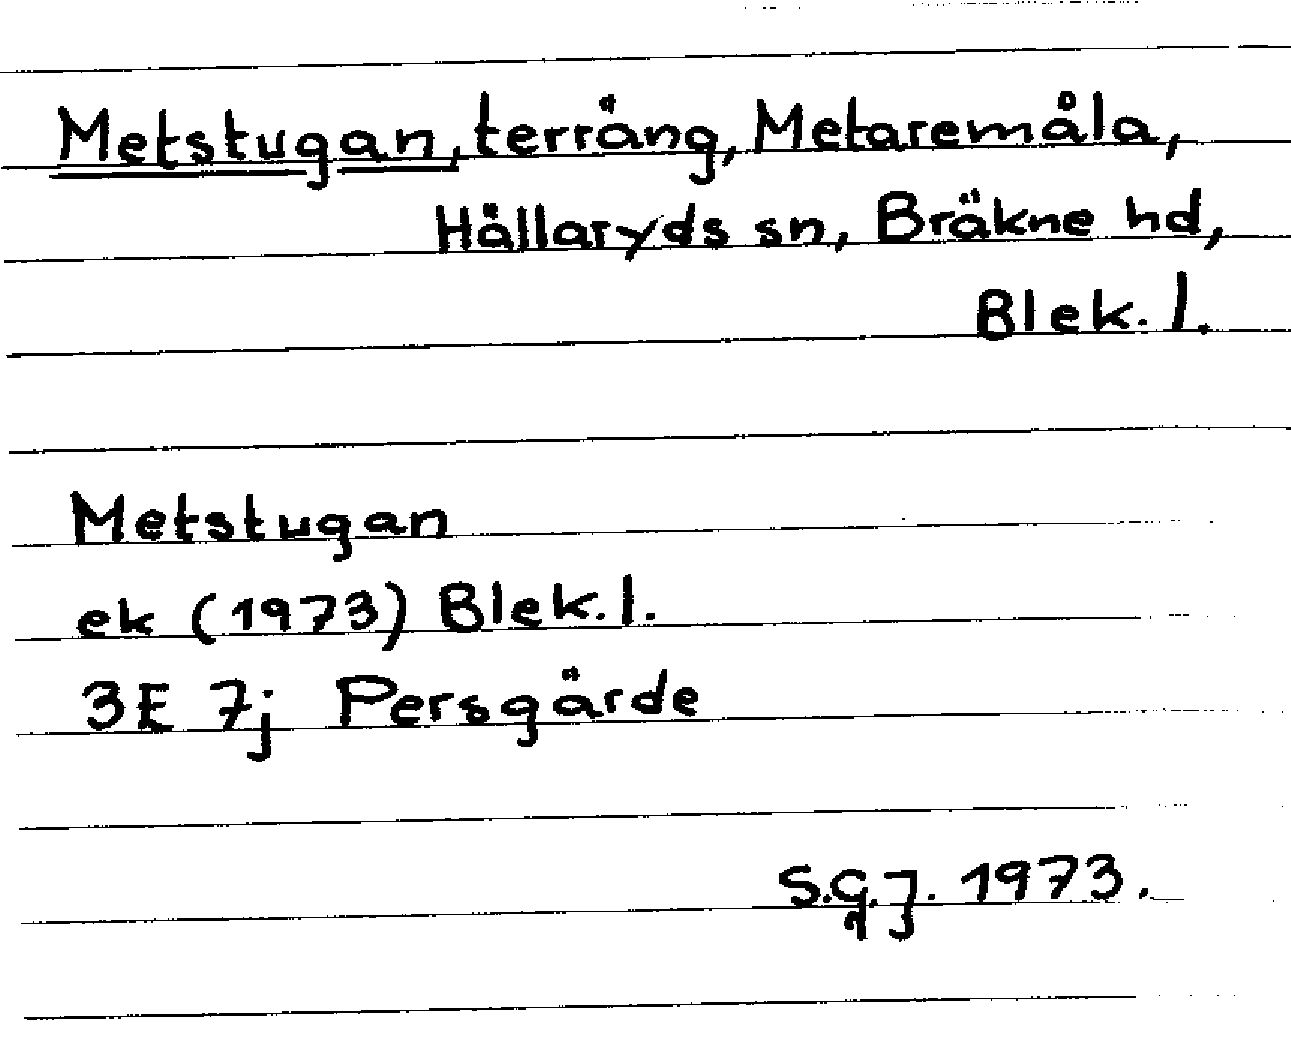 Metstugan, terräng, Metaremåla,
Hällaryds sn, Bräkne hd,
Blek. l.
Metstugan
ek (1973) Blek. l.
3E 7j Persgärde
S.G.J. 1973.